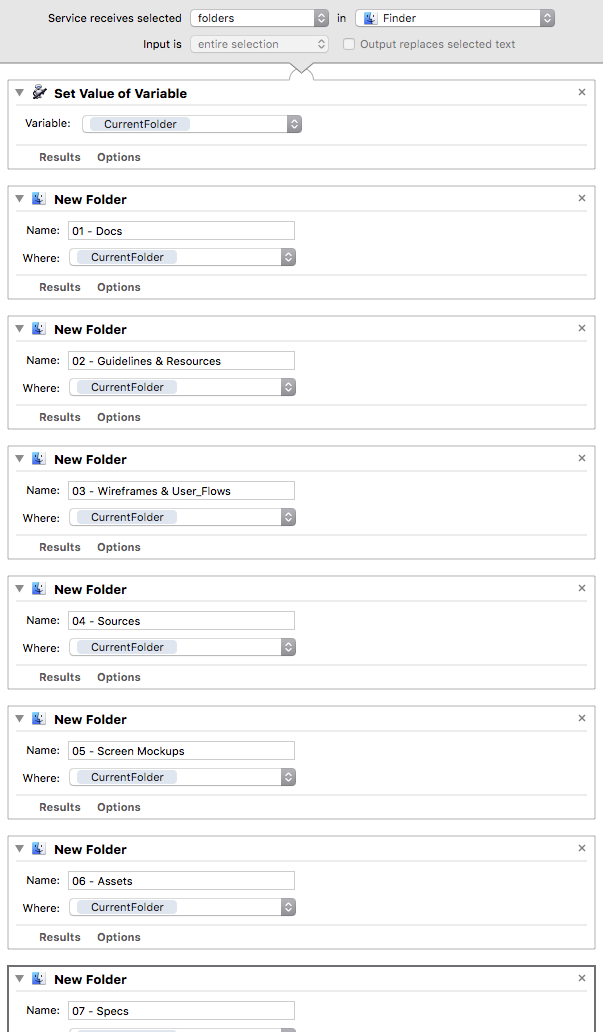 Service receives selected folders in Finder
Input is entire selection Output replaces selected text
Set Value of Variable
Variable: CurrentFolder
Results Options
New Folder
Name: 01 - Docs
Where: CurrentFolder
Results Options
New Folder
Name: 02 - Guidelines & Resources
Where: CurrentFolder
Results Options
New Folder
Name: 03 - Wireframes & User_Flows
Where: CurrentFolder
Results Options
New Folder
Name: 04 - Sources
Where: CurrentFolder
Results Options
New Folder
Name: 05 - Screen Mockups
Where: CurrentFolder
Results Options
New Folder
Name: 06 - Assets
Where: CurrentFolder
Results Options
New Folder
Name: 07 - Specs